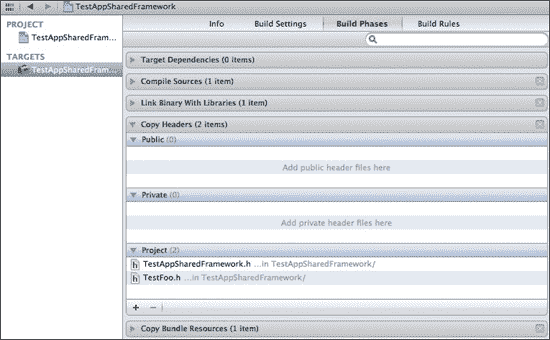 TestAppSharedFramework
PROJECT
TestAppSharedFram...
TARGETS
TestAppSharedFram...
Info Build Settings Build Phases Build Rules
Target Dependencies (0 items)
Compile Sources (1 item)
Link Binary With Libraries (1 item)
Copy Headers (2 items)
Public (0)
Add public header files here
Private (0)
Add private header files here
Project (2)
h TestAppSharedFramework.h ...in TestAppSharedFramework/
h TestFoo.h ...in TestAppSharedFramework/
+ −
Copy Bundle Resources (1 item)